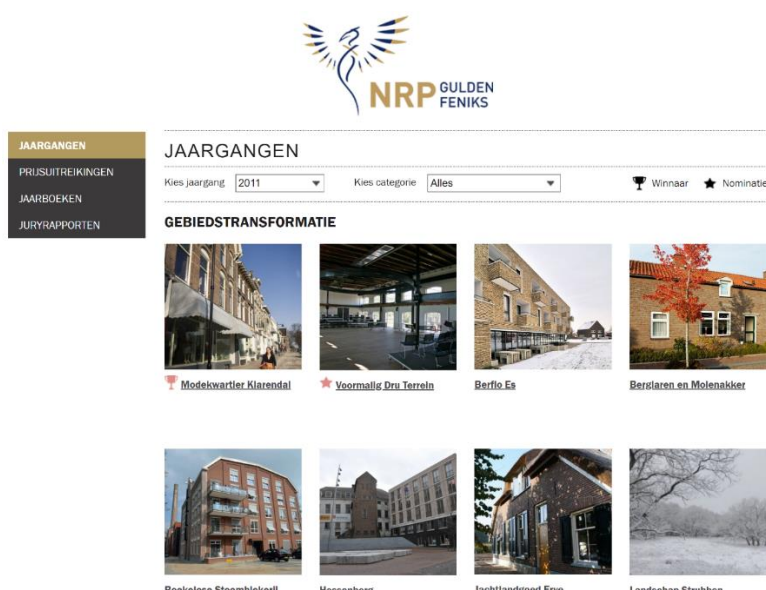 NRP GULDEN
FENIKS
JAARGANGEN
PRIJSUITREIKINGEN
JAARBOEKEN
JURYRAPPORTEN
JAARGANGEN
Kies jaargang 2011 Kies categorie Alles Winnaar Nominatie
GEBIEDSTRANSFORMATIE
Modekwartier Klarendal Voormalig Dru Terrein Berflo Es Berglaren en Molenakker